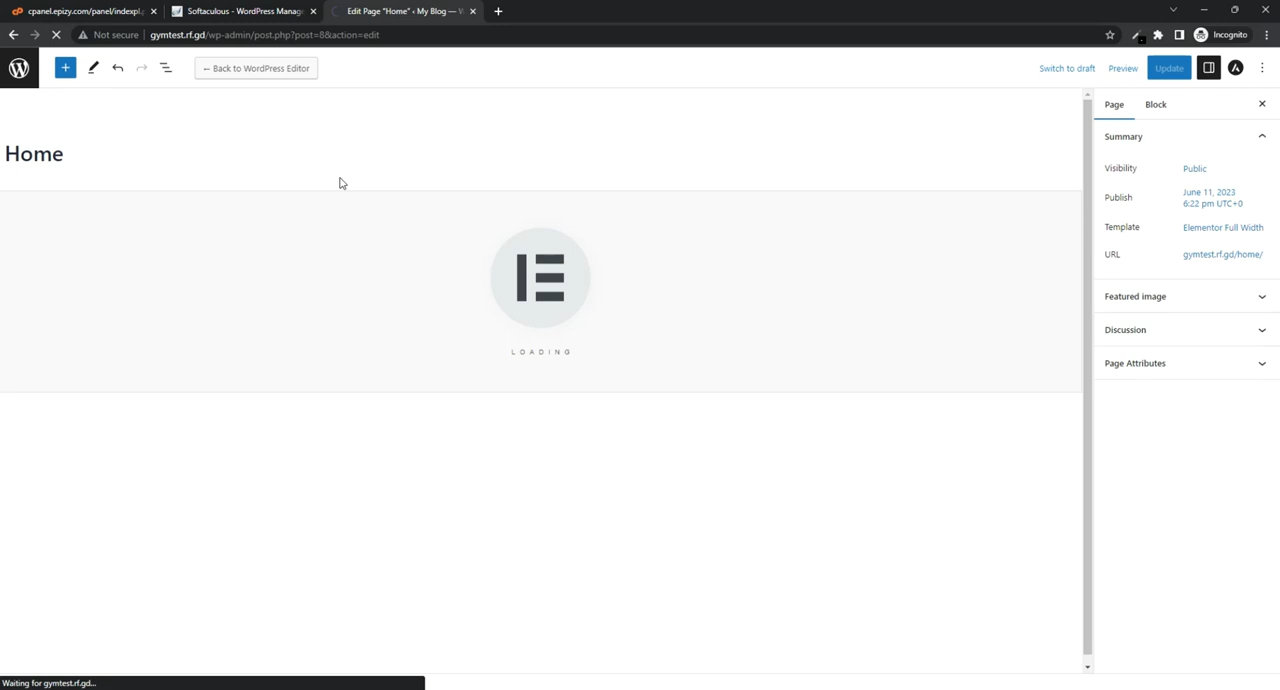 cpanel.epizy.com/panel/indexpl.
Softaculous - WordPress Manage
Edit Page "Home" ‹ My Blog — W
Not secure
gymtest.rf.gd/wp-admin/post.php?post=8&action=edit
Incognito
← Back to WordPress Editor
Switch to draft
Preview
Update
Page
Block
Home
Summary
Visibility
Public
Publish
June 11, 2023
6:22 pm UTC+0
Template
Elementor Full Width
URL
gymtest.rf.gd/home/
Featured image
LOADING
Discussion
Page Attributes
Waiting for gymtest.rf.gd...